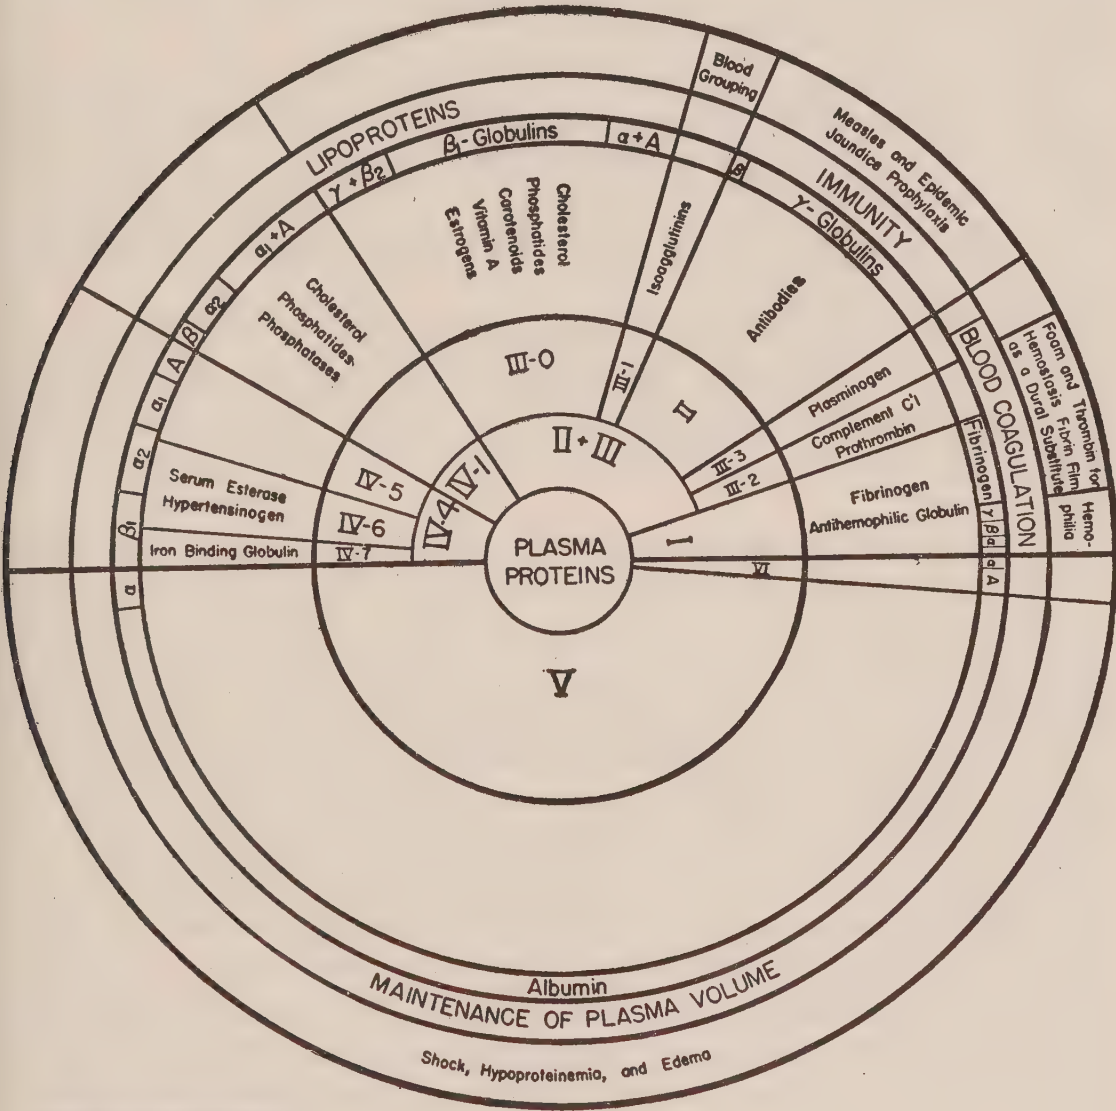 PLASMA
PROTEINS
I
II + III
IV-1
IV-4
V
VI
II
III-0
III-1
III-2
III-3
IV-5
IV-6
IV-7
Fibrinogen
Antihemophilic Globulin
Complement C'1
Prothrombin
Plasminogen
Antibodies
Isoagglutinins
Cholesterol
Phosphatides
Carotenoids
Vitamin A
Estrogens
Cholesterol
Phosphatides
Phosphatases
Serum Esterase
Hypertensinogen
Iron Binding Globulin
α
β1
α2
α1
A
β
α2
α1+A
γ + β2
β1-Globulins
α+A
β
γ-Globulins
Fibrinogen
γ
β
α
α
A
Albumin
LIPOPROTEINS
IMMUNITY
BLOOD COAGULATION
MAINTENANCE OF PLASMA VOLUME
Blood
Grouping
Measles and Epidemic
Jaundice Prophylaxis
Foam and Thrombin for
Hemostasis Fibrin Film
as a Dural Substitute
Hemo-
philia
Shock, Hypoproteinemia, and Edema